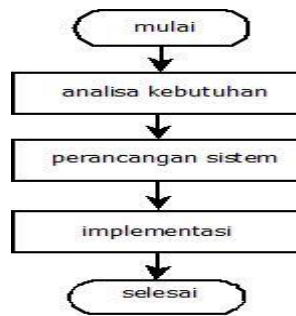 mulai
analisa kebutuhan
perancangan sistem
implementasi
selesai